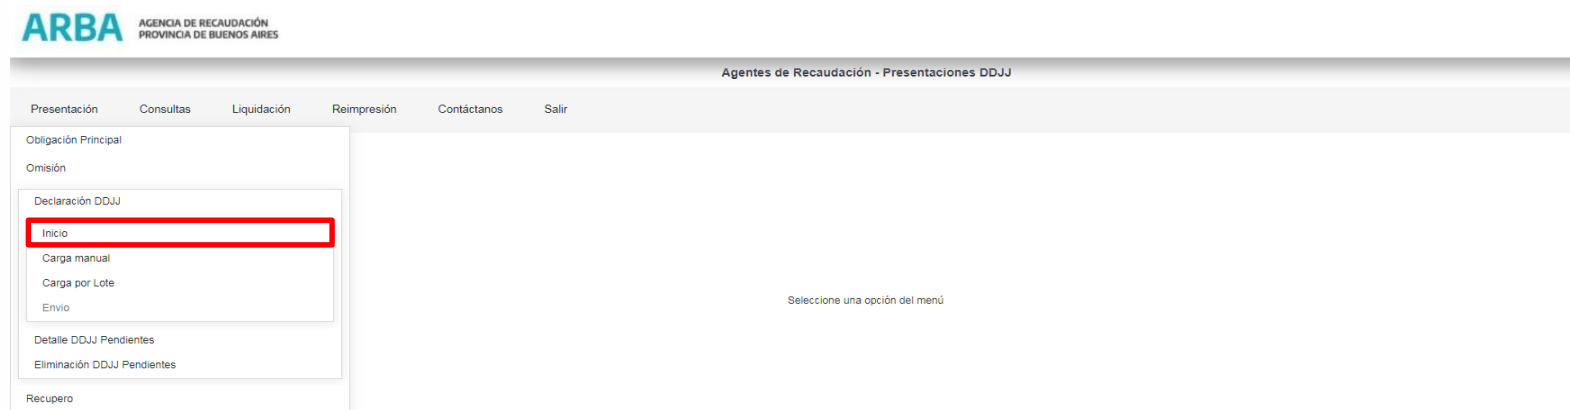 ARBA AGENCIA DE RECAUDACIÓN
PROVINCIA DE BUENOS AIRES
Agentes de Recaudación - Presentaciones DDJJ
Presentación Consultas Liquidación Reimpresión Contáctanos Salir
Obligación Principal
Omisión
Declaración DDJJ
Inicio
Carga manual
Carga por Lote
Envio
Detalle DDJJ Pendientes
Eliminación DDJJ Pendientes
Recupero
Seleccione una opción del menú